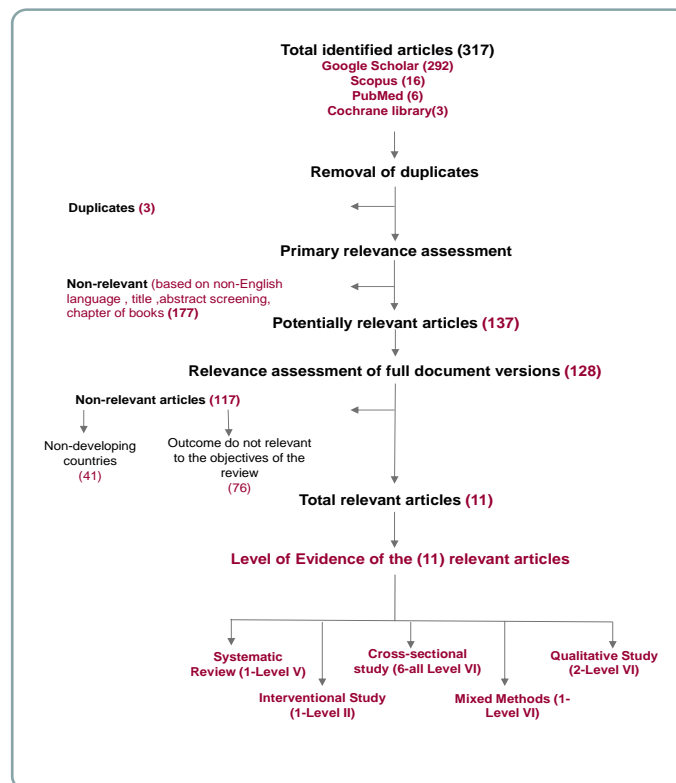 Total identified articles (317)
Google Scholar (292)
Scopus (16)
PubMed (6)
Cochrane library(3)
Removal of duplicates
Duplicates (3)
Primary relevance assessment
Non-relevant (based on non-English
language , title ,abstract screening,
chapter of books (177)
Potentially relevant articles (137)
Relevance assessment of full document versions (128)
Non-relevant articles (117)
Non-developing
countries
(41)
Outcome do not relevant
to the objectives of the
review
(76)
Total relevant articles (11)
Level of Evidence of the (11) relevant articles
Systematic
Review (1-Level V)
Interventional Study
(1-Level II)
Cross-sectional
study (6-all Level VI)
Mixed Methods (1-
Level VI)
Qualitative Study
(2-Level VI)